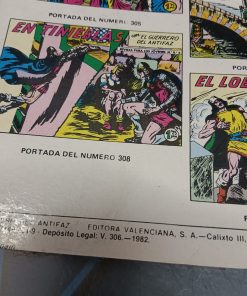 PORTADA DEL NUMERO 305
EN TINIEBLAS
EL GUERRERO
DEL ANTIFAZ
EL LOB
PORTADA DEL NUMERO 308
ANTIFAZ EDITORA VALENCIANA, S. A.—Calixto III,
9 - Depósito Legal: V. 306.—1982.